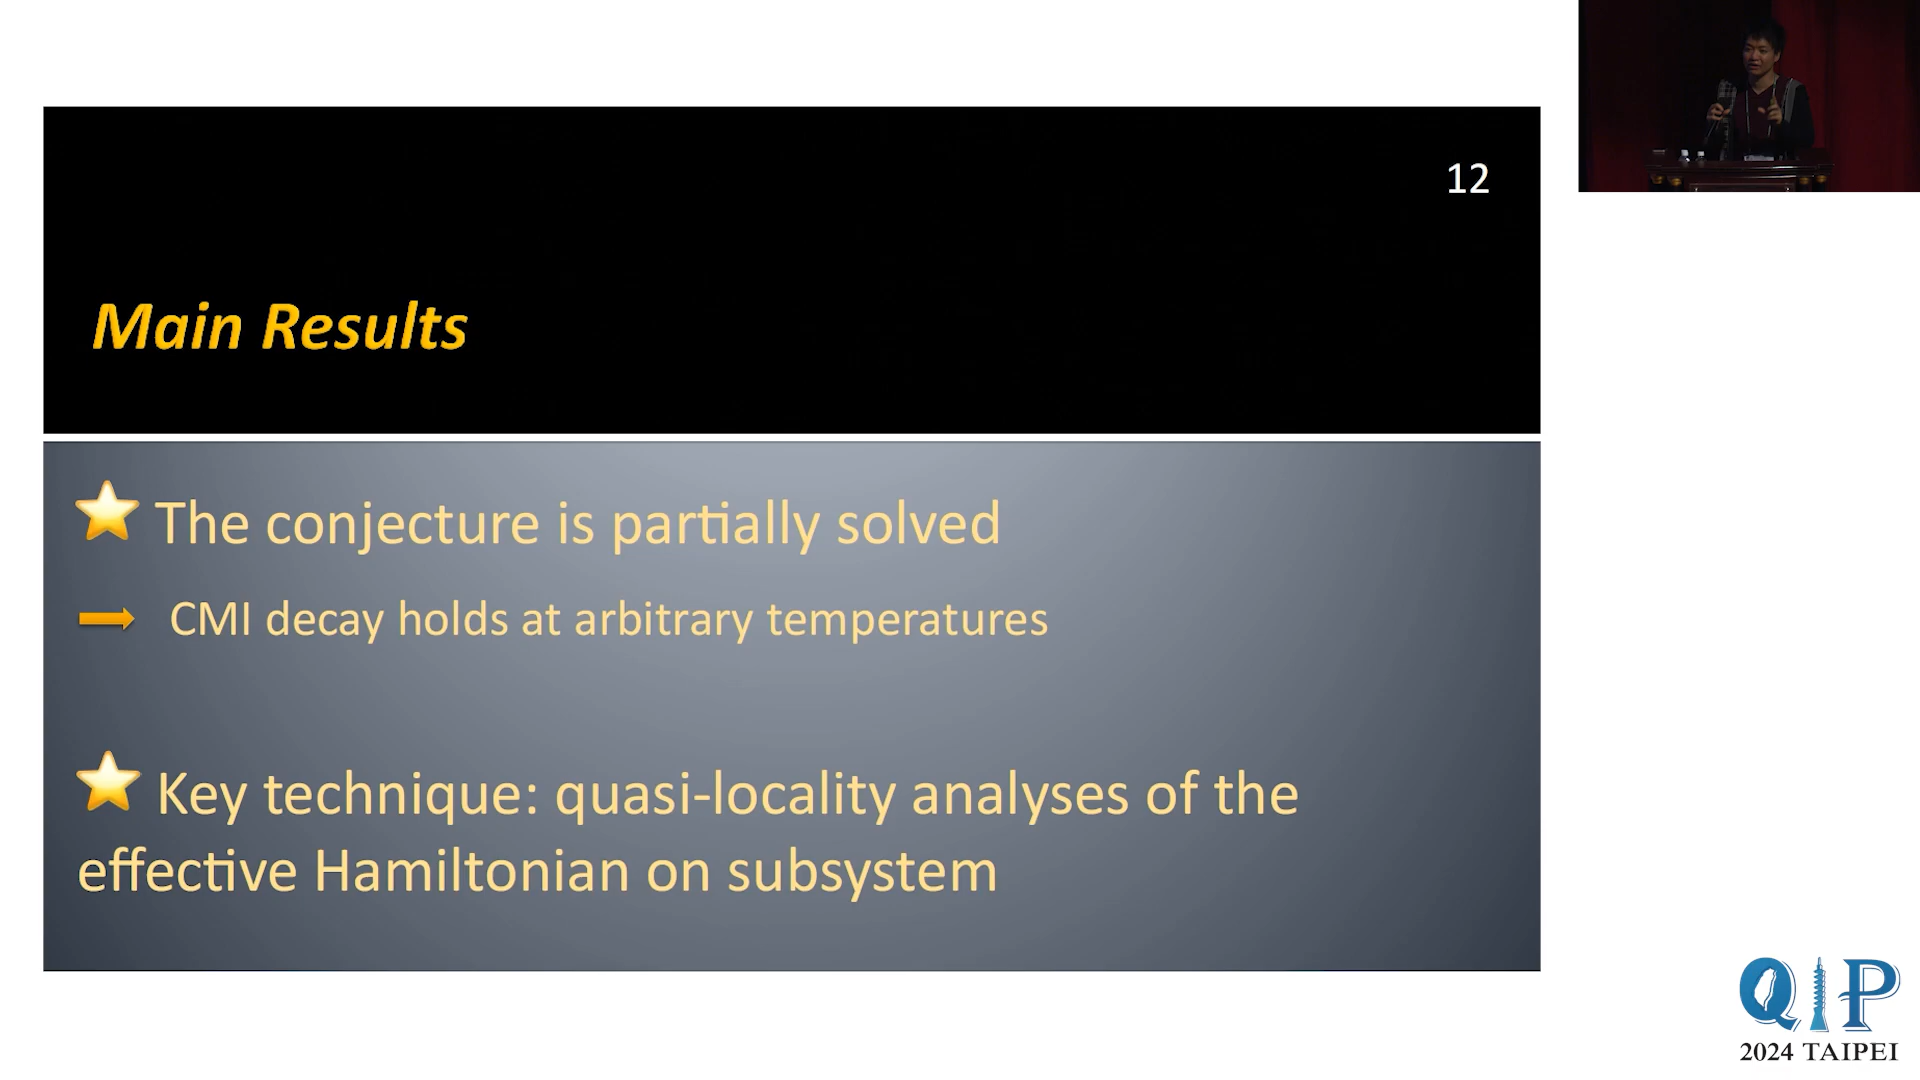 12
Main Results
The conjecture is partially solved
CMI decay holds at arbitrary temperatures
Key technique: quasi-locality analyses of the
effective Hamiltonian on subsystem
QIP
2024 TAIPEI